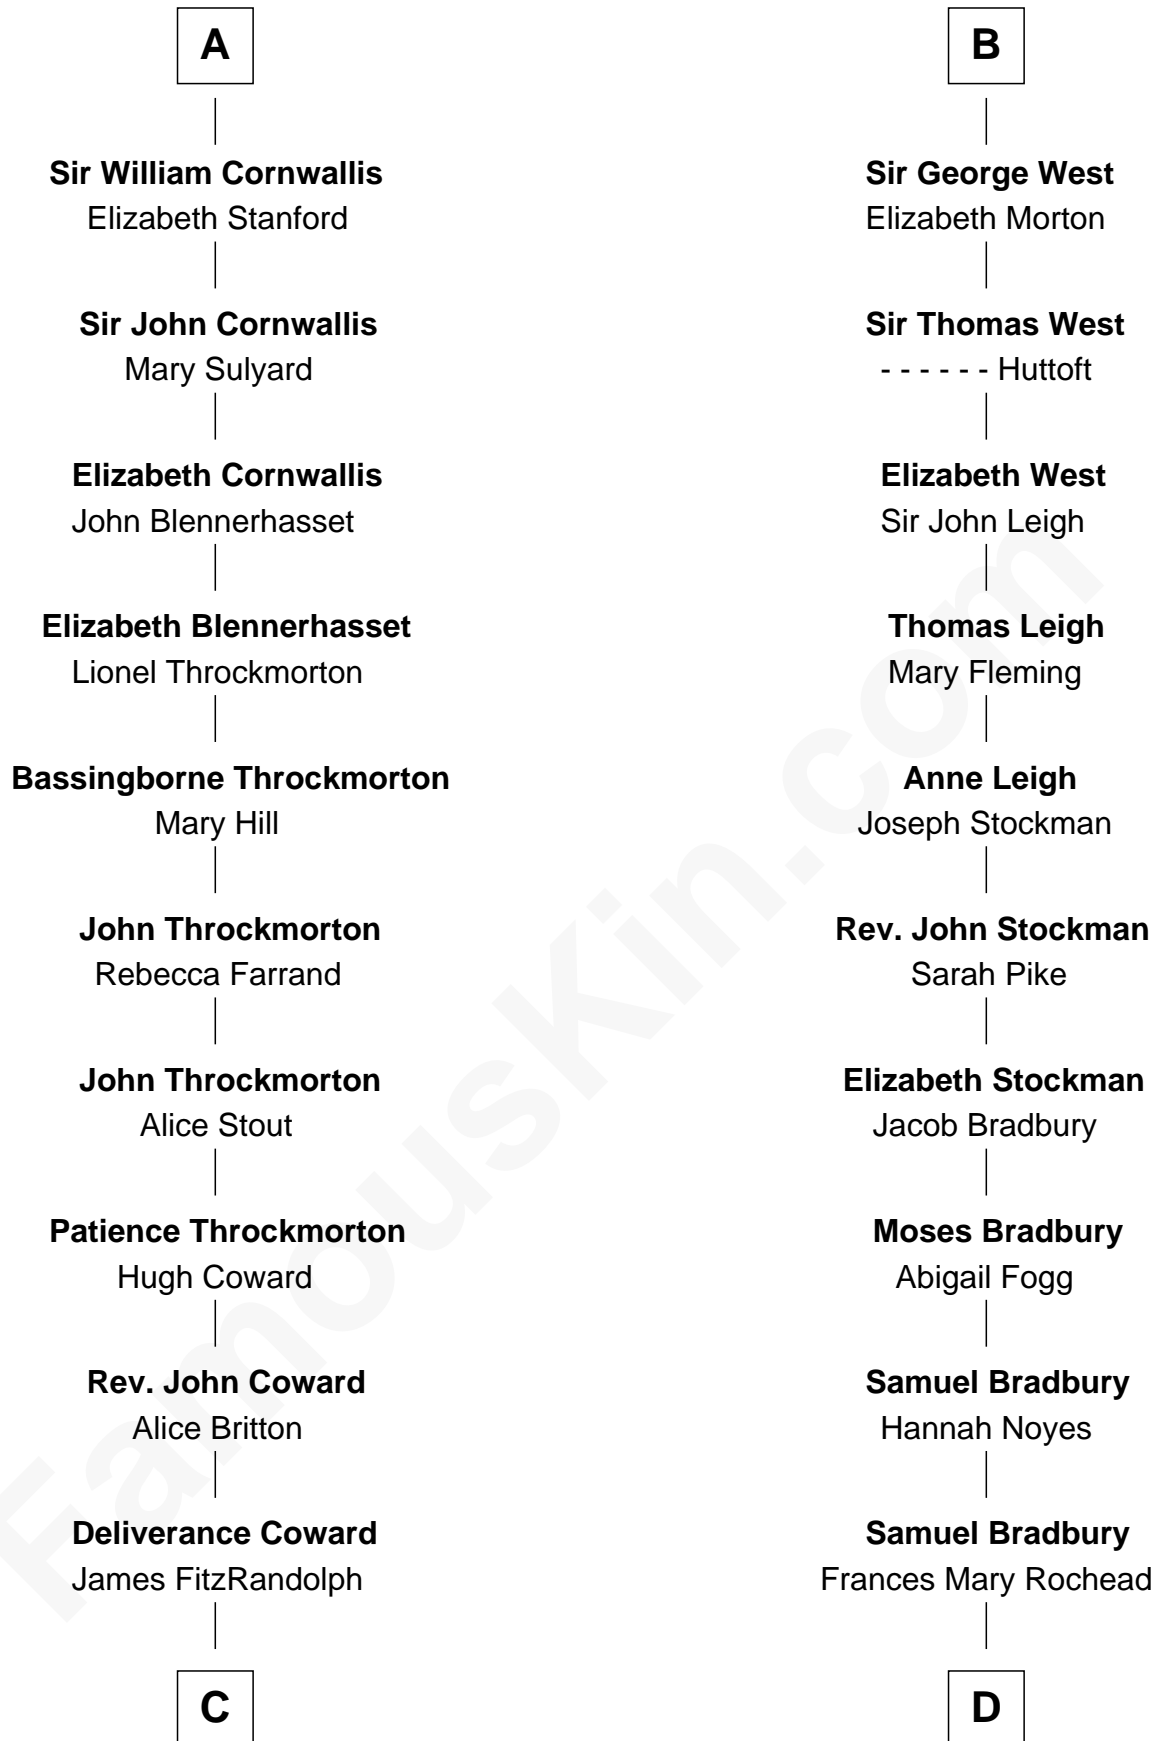 A
Sir William Cornwallis
Elizabeth Stanford
Sir John Cornwallis
Mary Sulyard
Elizabeth Cornwallis
John Blennerhasset
Elizabeth Blennerhasset
Lionel Throckmorton
Bassingborne Throckmorton
Mary Hill
John Throckmorton
Rebecca Farrand
John Throckmorton
Alice Stout
Patience Throckmorton
Hugh Coward
Rev. John Coward
Alice Britton
Deliverance Coward
James FitzRandolph
C
B
Sir George West
Elizabeth Morton
Sir Thomas West
- - - - - - Huttoft
Elizabeth West
Sir John Leigh
Thomas Leigh
Mary Fleming
Anne Leigh
Joseph Stockman
Rev. John Stockman
Sarah Pike
Elizabeth Stockman
Jacob Bradbury
Moses Bradbury
Abigail Fogg
Samuel Bradbury
Hannah Noyes
Samuel Bradbury
Frances Mary Rochead
D
FamousKin.com